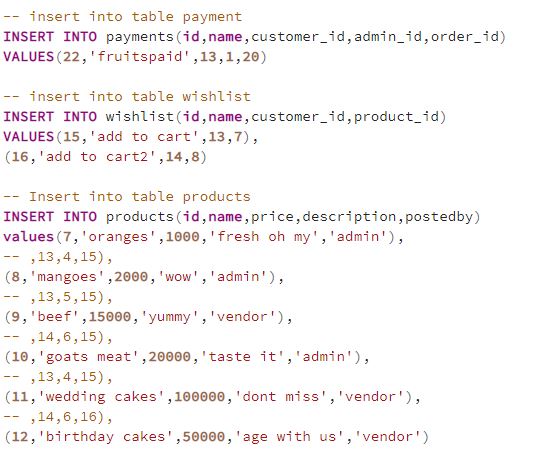 -- insert into table payment
INSERT INTO payments(id,name,customer_id,admin_id,order_id)
VALUES(22,'fruitspaid',13,1,20)
-- insert into table wishlist
INSERT INTO wishlist(id,name,customer_id,product_id)
VALUES(15,'add to cart',13,7),
(16,'add to cart2',14,8)
-- Insert into table products
INSERT INTO products(id,name,price,description,postedby)
values(7,'oranges',1000,'fresh oh my','admin'),
-- ,13,4,15),
(8,'mangoes',2000,'wow','admin'),
-- ,13,5,15),
(9,'beef',15000,'yummy','vendor'),
-- ,14,6,15),
(10,'goats meat',20000,'taste it','admin'),
-- ,13,4,15),
(11,'wedding cakes',100000,'dont miss','vendor'),
-- ,14,6,16),
(12,'birthday cakes',50000,'age with us','vendor')